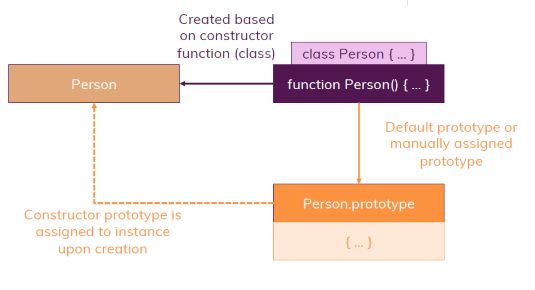 Created based
on constructor
function (class)
class Person { ... }
Person
function Person() { ... }
Default prototype or
manually assigned
prototype
Person.prototype
Constructor prototype is
assigned to instance
upon creation
{ ... }